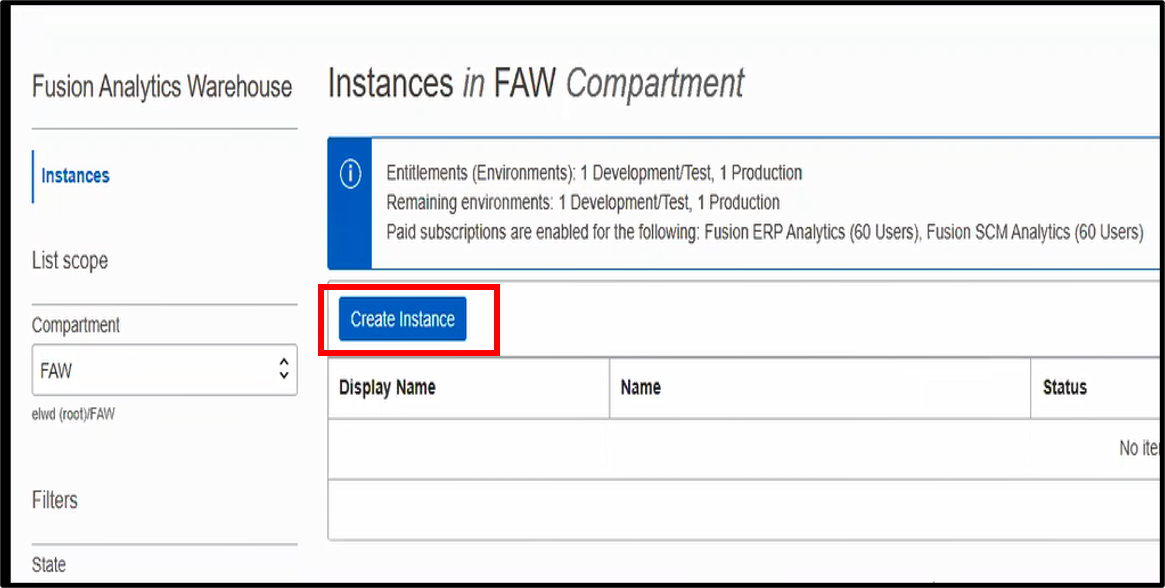 Fusion Analytics Warehouse
Instances
List scope
Compartment
FAW
elwd (root)/FAW
Filters
State
Instances in FAW Compartment
Entitlements (Environments): 1 Development/Test, 1 Production
Remaining environments: 1 Development/Test, 1 Production
Paid subscriptions are enabled for the following: Fusion ERP Analytics (60 Users), Fusion SCM Analytics (60 Users)
Create Instance
Display Name Name Status
No